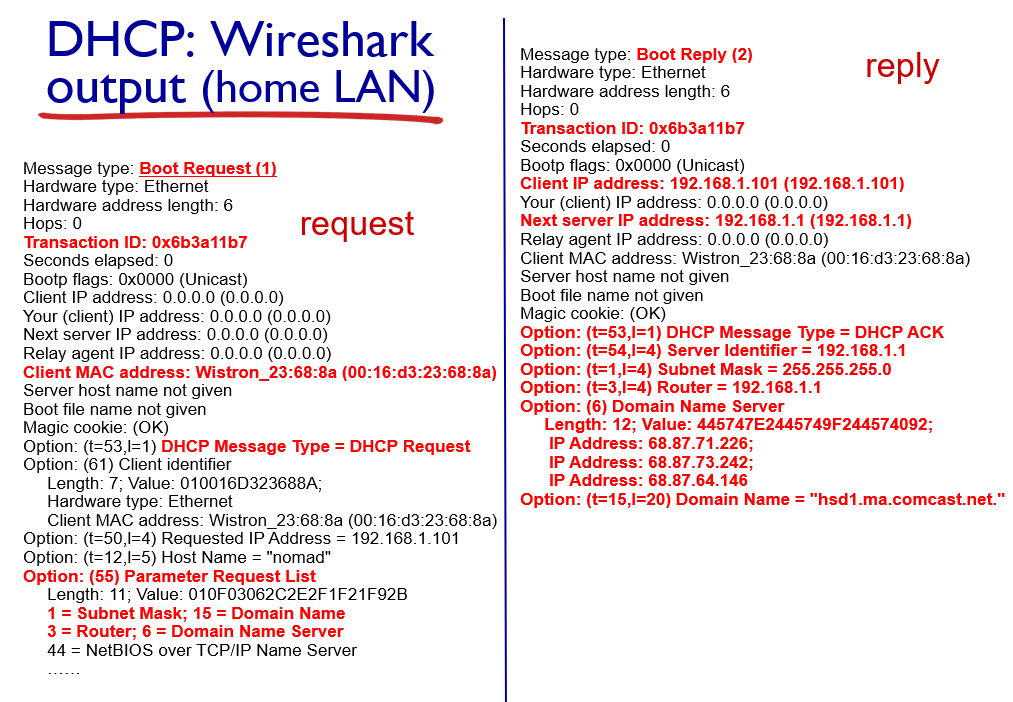 DHCP: Wireshark
output (home LAN)
Message type: Boot Request (1)
Hardware type: Ethernet
Hardware address length: 6
Hops: 0
Transaction ID: 0x6b3a11b7
Seconds elapsed: 0
Bootp flags: 0x0000 (Unicast)
Client IP address: 0.0.0.0 (0.0.0.0)
Your (client) IP address: 0.0.0.0 (0.0.0.0)
Next server IP address: 0.0.0.0 (0.0.0.0)
Relay agent IP address: 0.0.0.0 (0.0.0.0)
Client MAC address: Wistron_23:68:8a (00:16:d3:23:68:8a)
Server host name not given
Boot file name not given
Magic cookie: (OK)
Option: (t=53,l=1) DHCP Message Type = DHCP Request
Option: (61) Client identifier
Length: 7; Value: 010016D323688A;
Hardware type: Ethernet
Client MAC address: Wistron_23:68:8a (00:16:d3:23:68:8a)
Option: (t=50,l=4) Requested IP Address = 192.168.1.101
Option: (t=12,l=5) Host Name = "nomad"
Option: (55) Parameter Request List
Length: 11; Value: 010F03062C2E2F1F21F92B
1 = Subnet Mask; 15 = Domain Name
3 = Router; 6 = Domain Name Server
44 = NetBIOS over TCP/IP Name Server
……
request
Message type: Boot Reply (2)
Hardware type: Ethernet
Hardware address length: 6
Hops: 0
Transaction ID: 0x6b3a11b7
Seconds elapsed: 0
Bootp flags: 0x0000 (Unicast)
Client IP address: 192.168.1.101 (192.168.1.101)
Your (client) IP address: 0.0.0.0 (0.0.0.0)
Next server IP address: 192.168.1.1 (192.168.1.1)
Relay agent IP address: 0.0.0.0 (0.0.0.0)
Client MAC address: Wistron_23:68:8a (00:16:d3:23:68:8a)
Server host name not given
Boot file name not given
Magic cookie: (OK)
Option: (t=53,l=1) DHCP Message Type = DHCP ACK
Option: (t=54,l=4) Server Identifier = 192.168.1.1
Option: (t=1,l=4) Subnet Mask = 255.255.255.0
Option: (t=3,l=4) Router = 192.168.1.1
Option: (6) Domain Name Server
Length: 12; Value: 445747E2445749F244574092;
IP Address: 68.87.71.226;
IP Address: 68.87.73.242;
IP Address: 68.87.64.146
Option: (t=15,l=20) Domain Name = "hsd1.ma.comcast.net."
reply